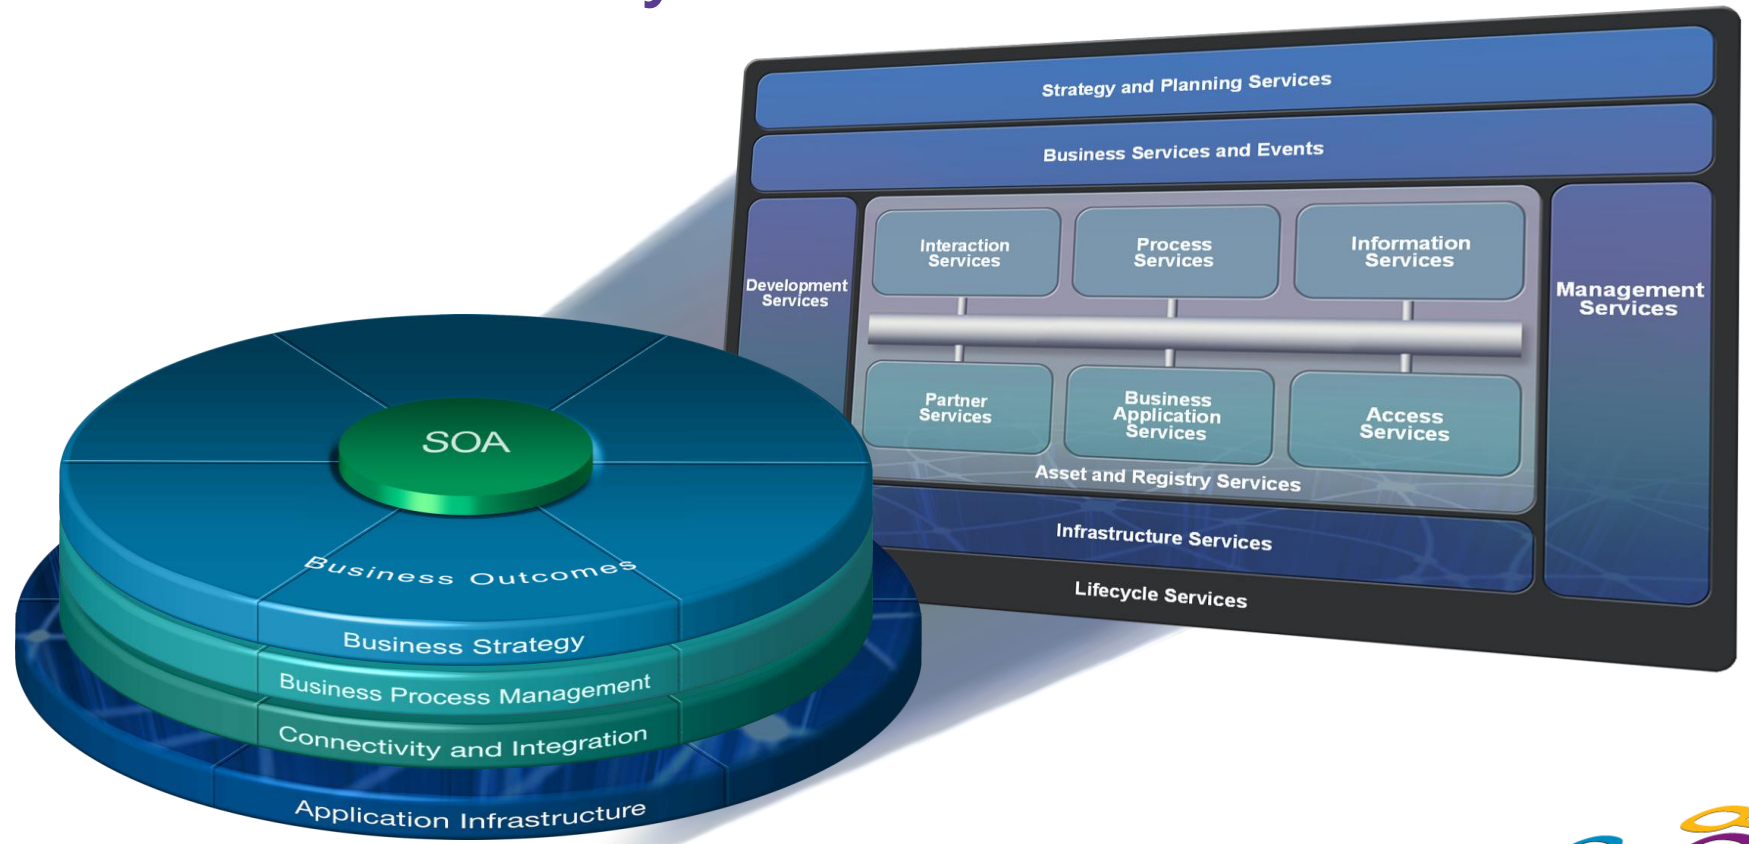 Strategy and Planning Services
Business Services and Events
Development
Services
Interaction
Services
Process
Services
Information
Services
Management
Services
Partner
Services
Business
Application
Services
Access
Services
Asset and Registry Services
Infrastructure Services
Lifecycle Services
SOA
Business Outcomes
Business Strategy
Business Process Management
Connectivity and Integration
Application Infrastructure